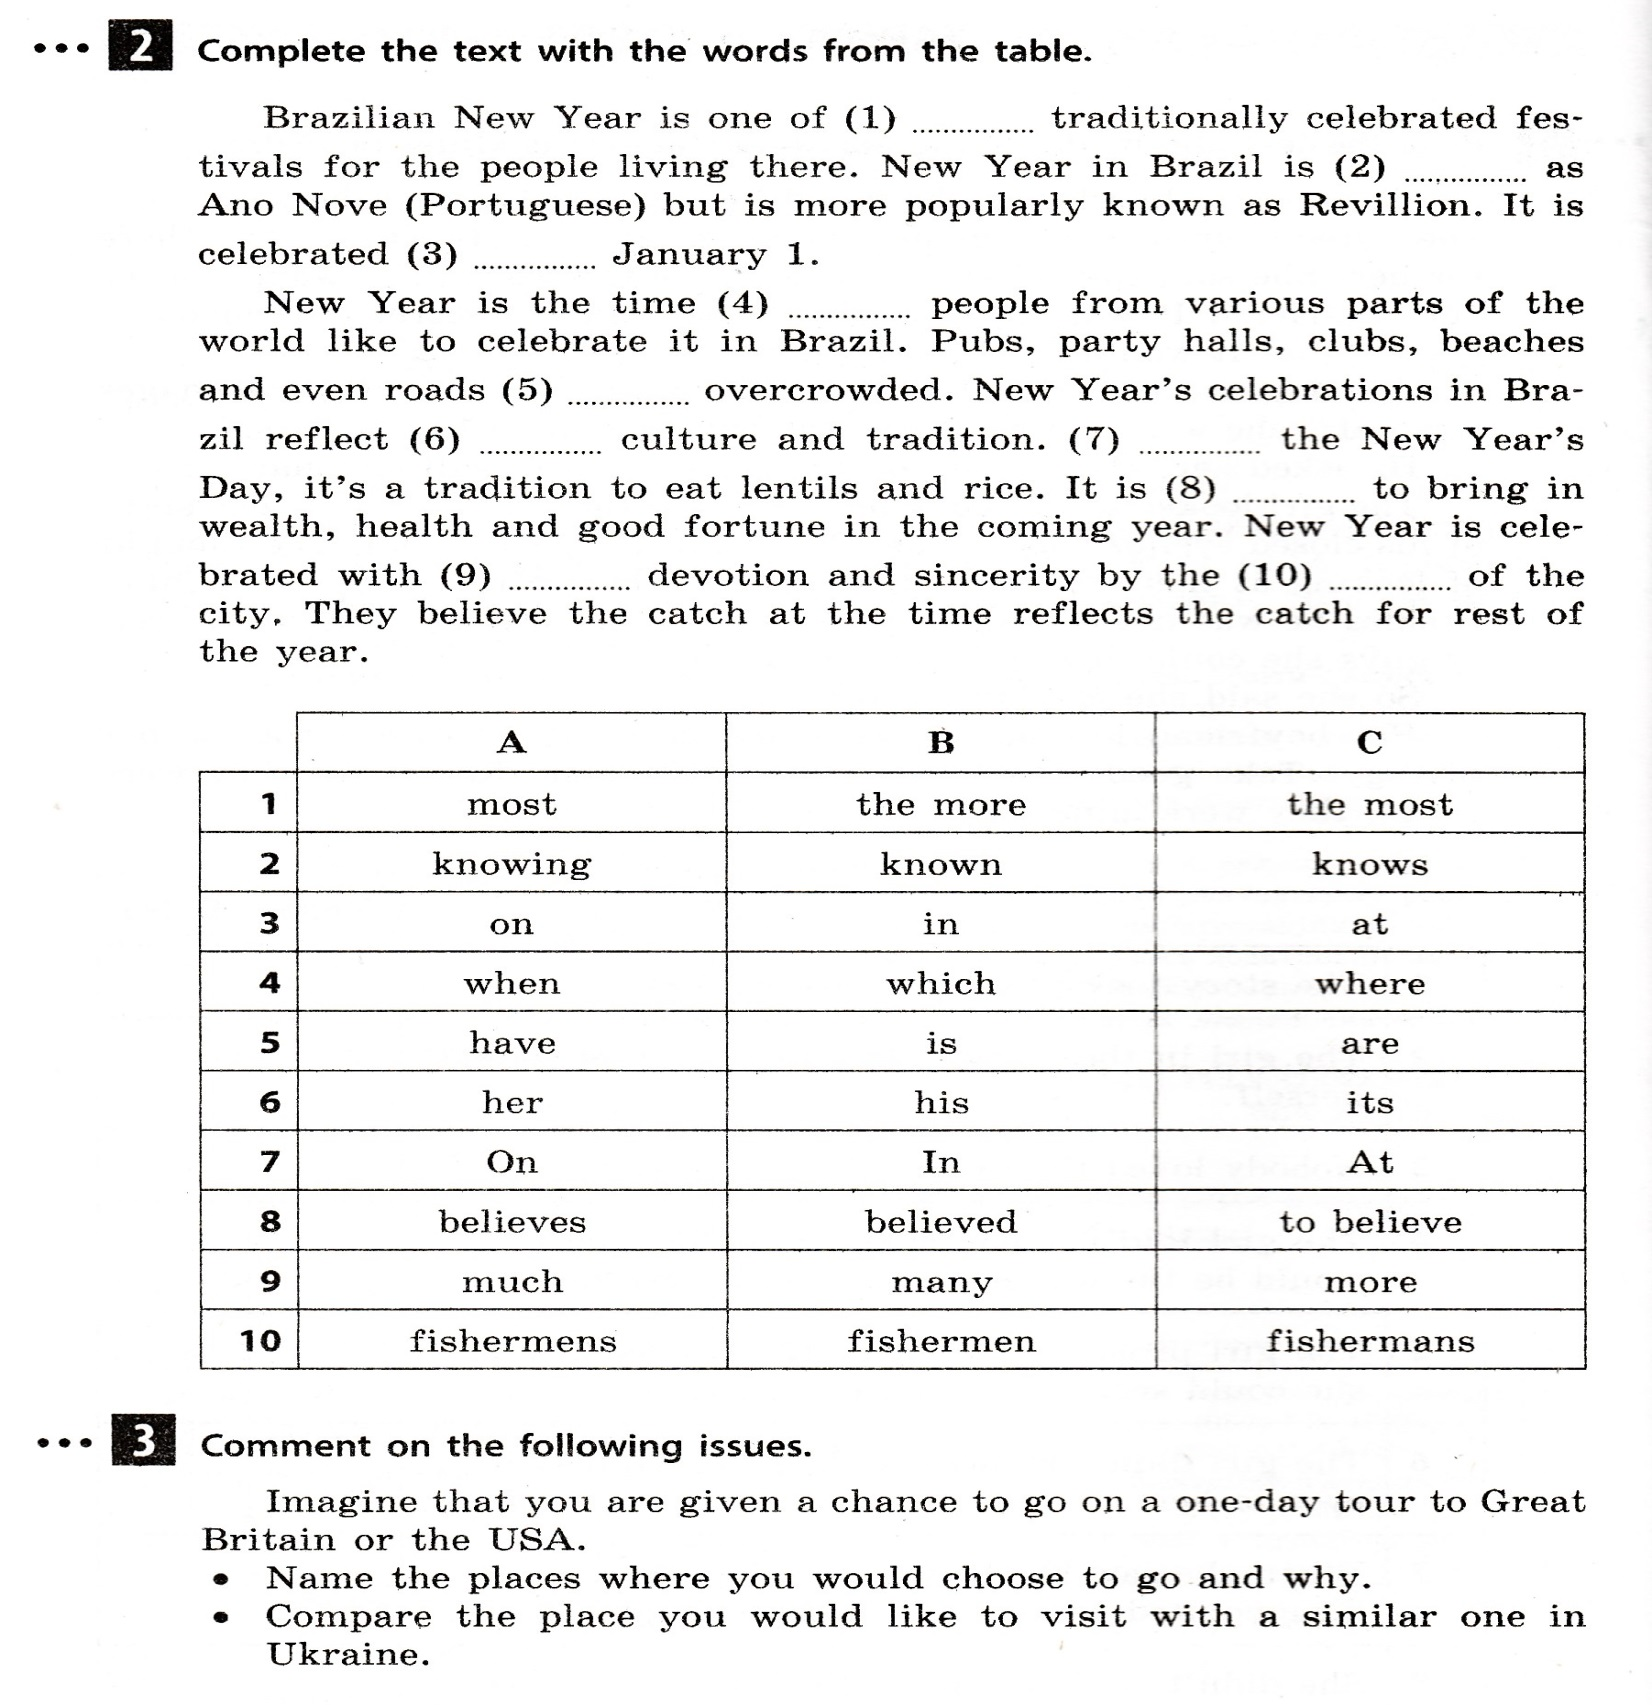 ••• 2 Complete the text with the words from the table.
Brazilian New Year is one of (1) ............... traditionally celebrated fes-
tivals for the people living there. New Year in Brazil is (2) ............... as
Ano Nove (Portuguese) but is more popularly known as Revillion. It is
celebrated (3) ............... January 1.
New Year is the time (4) ............... people from various parts of the
world like to celebrate it in Brazil. Pubs, party halls, clubs, beaches
and even roads (5) ............... overcrowded. New Year's celebrations in Bra-
zil reflect (6) ............... culture and tradition. (7) ............... the New Year's
Day, it's a tradition to eat lentils and rice. It is (8) ............... to bring in
wealth, health and good fortune in the coming year. New Year is cele-
brated with (9) ............... devotion and sincerity by the (10) ............... of the
city. They believe the catch at the time reflects the catch for rest of
the year.
A B C
1 most the more the most
2 knowing known knows
3 on in at
4 when which where
5 have is are
6 her his its
7 On In At
8 believes believed to believe
9 much many more
10 fishermens fishermen fishermans
••• 3 Comment on the following issues.
Imagine that you are given a chance to go on a one-day tour to Great
Britain or the USA.
• Name the places where you would choose to go and why.
• Compare the place you would like to visit with a similar one in
Ukraine.